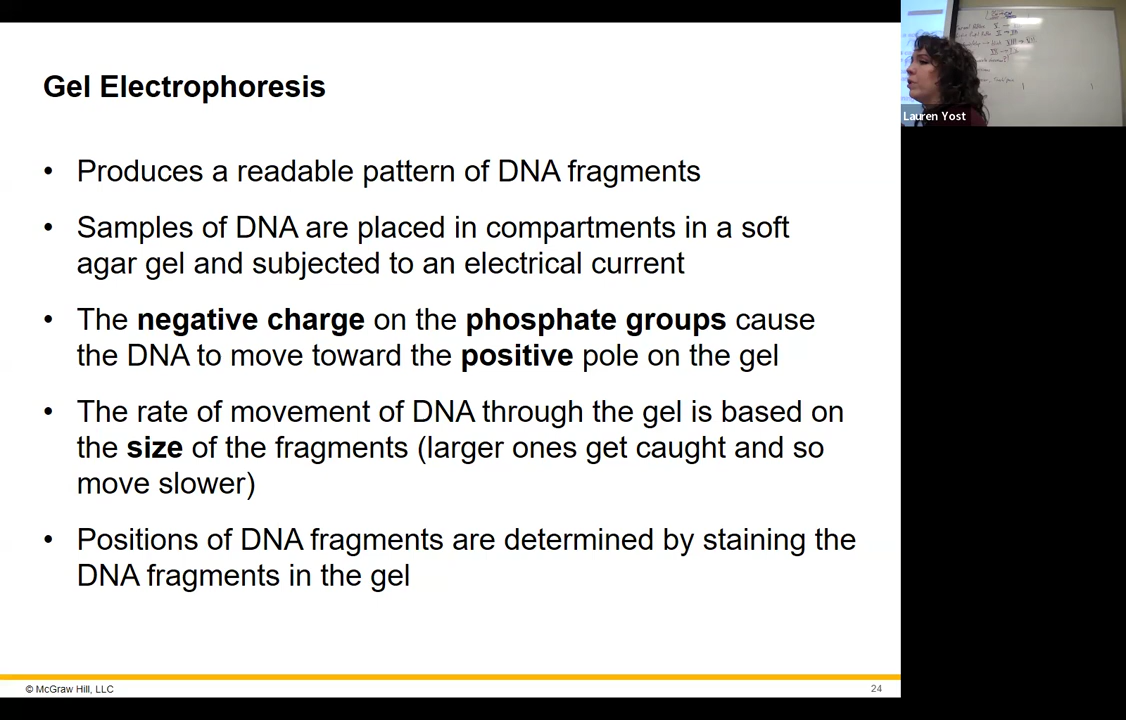 Gel Electrophoresis
• Produces a readable pattern of DNA fragments
• Samples of DNA are placed in compartments in a soft
agar gel and subjected to an electrical current
• The negative charge on the phosphate groups cause
the DNA to move toward the positive pole on the gel
• The rate of movement of DNA through the gel is based on
the size of the fragments (larger ones get caught and so
move slower)
• Positions of DNA fragments are determined by staining the
DNA fragments in the gel
© McGraw Hill, LLC
24
Lauren Yost